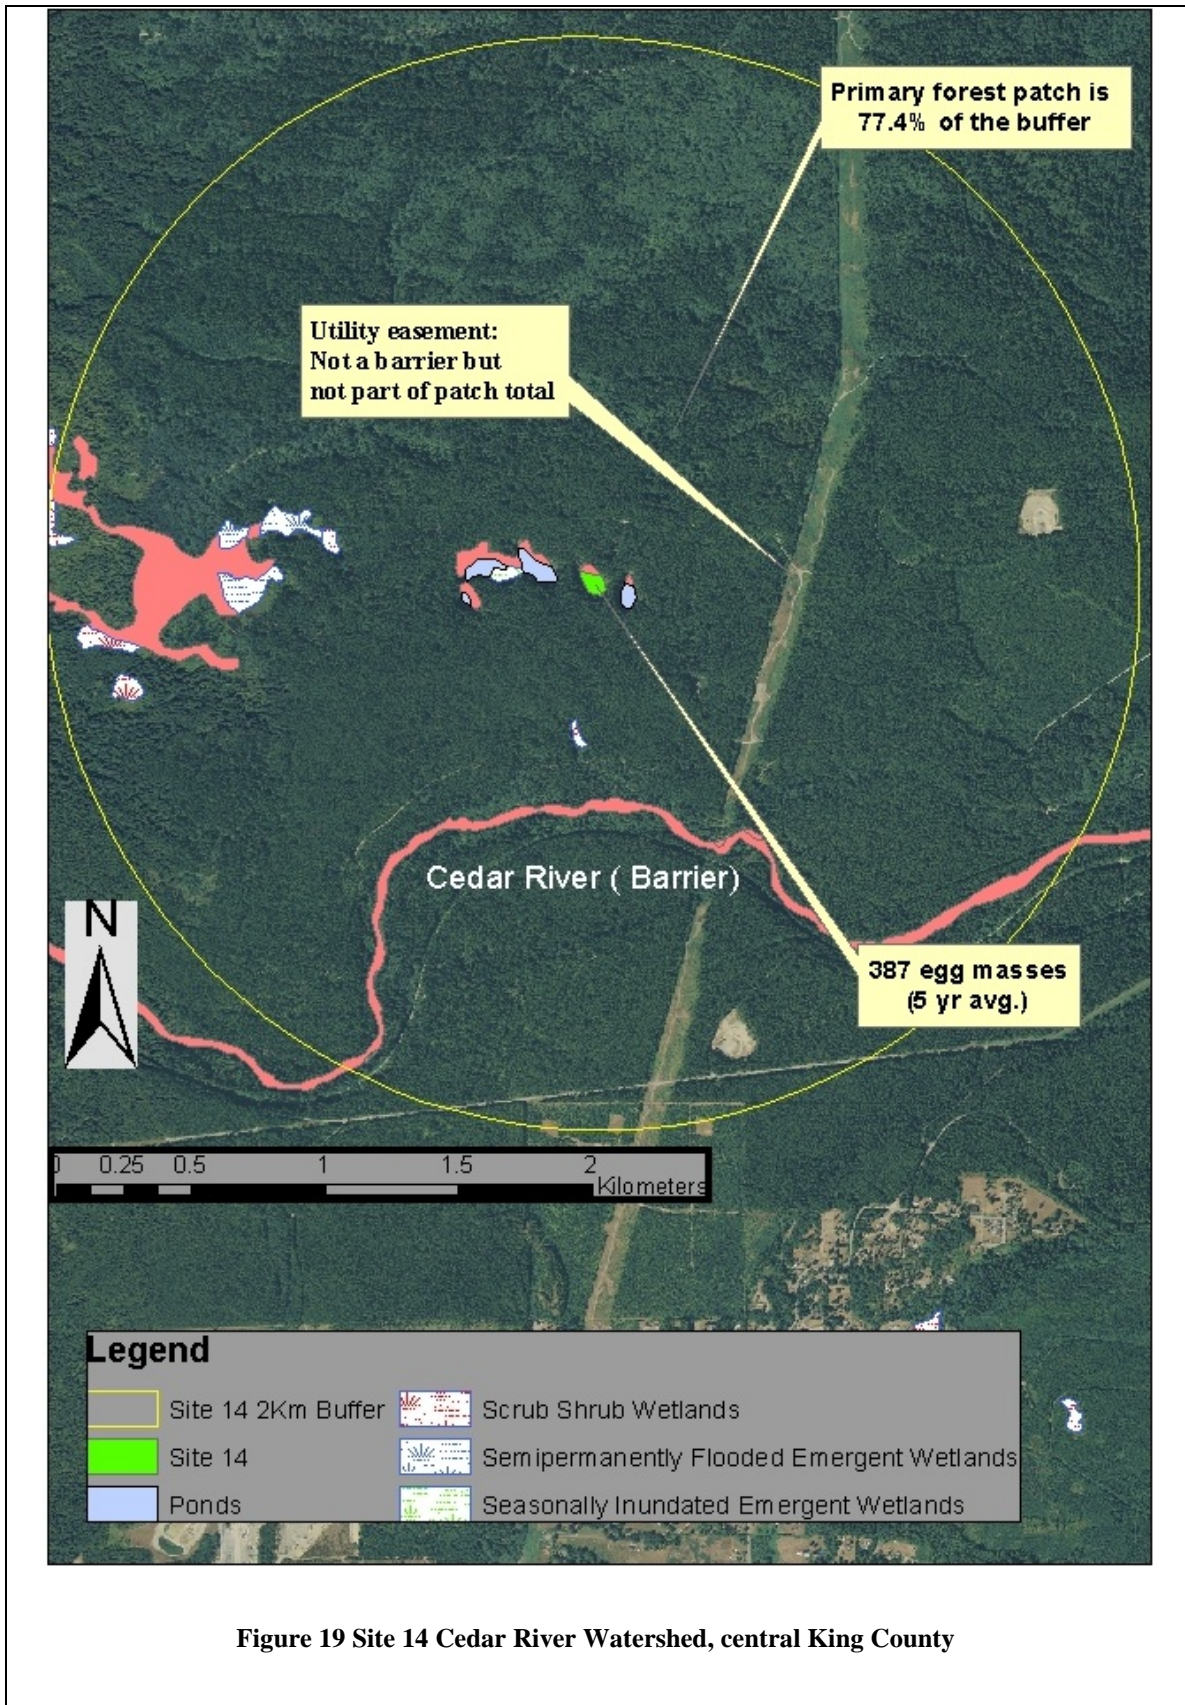 Primary forest patch is
77.4% of the buffer
Utility easement:
Not a barrier but
not part of patch total
Cedar River ( Barrier)
N
387 egg masses
(5 yr avg.)
0 0.25 0.5 1 1.5 2
Kilometers
Legend
Site 14 2Km Buffer
Scrub Shrub Wetlands
Site 14
Semipermanently Flooded Emergent Wetlands
Ponds
Seasonally Inundated Emergent Wetlands
Figure 19 Site 14 Cedar River Watershed, central King County